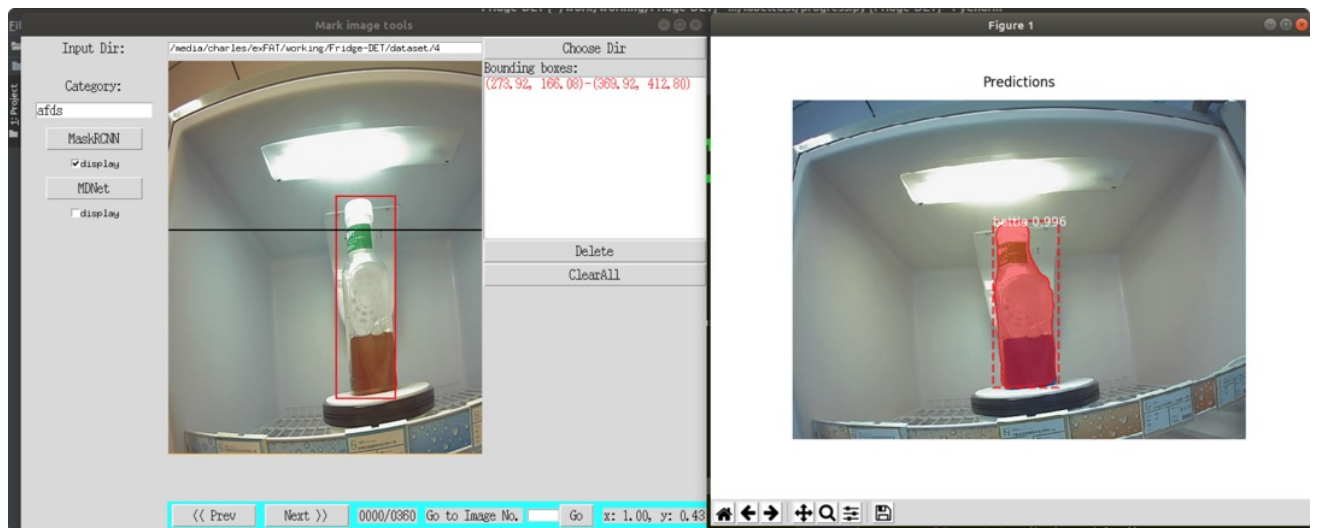 Mark image tools
Input Dir:
/media/charles/exFAT/working/Fridge-DET/dataset/4
Choose Dir
Bounding boxes:
(273.92, 166.08)-(369.92, 412.80)
Category:
afds
MaskRCNN
display
MDNet
display
Delete
ClearAll
<< Prev
Next >>
0000/0360
Go to Image No.
Go
x: 1.00, y: 0.43
1: Project
Figure 1
Predictions
bottle 0.996